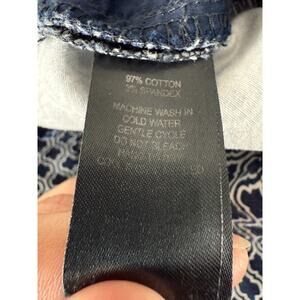 97% COTTON
3% SPANDEX
MACHINE WASH IN
COLD WATER
GENTLE CYCLE
DO NOT BLEACH